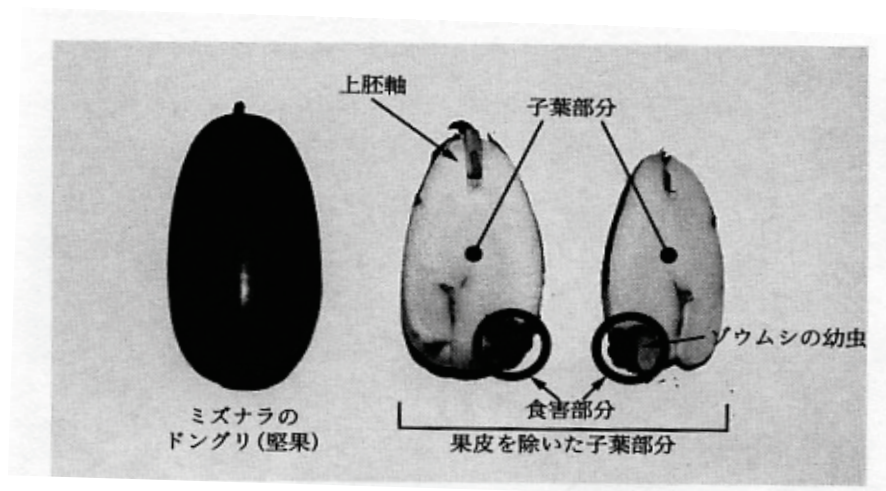 上胚軸
子葉部分
ゾウムシの幼虫
食害部分
ミズナラの
ドングリ(堅果)
果皮を除いた子葉部分